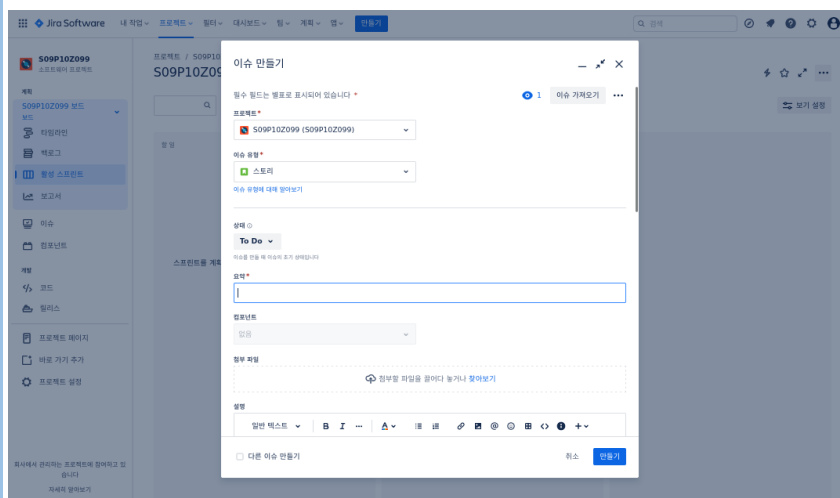 Jira Software 내 작업 프로젝트 필터 대시보드 팀 계획 앱 만들기 검색
S09P10Z099
소프트웨어 프로젝트
계획
S09P10Z099 보드
보드
타임라인
백로그
활성 스프린트
보고서
이슈
컴포넌트
개발
코드
릴리스
프로젝트 페이지
바로 가기 추가
프로젝트 설정
회사에서 관리하는 프로젝트에 참여하고 있
습니다
자세히 알아보기
프로젝트 / S09P10
S09P10Z09
보기 설정
스프린트를 계획
이슈 만들기
필수 필드는 별표로 표시되어 있습니다 *
1 이슈 가져오기
프로젝트*
S09P10Z099 (S09P10Z099)
이슈 유형*
스토리
이슈 유형에 대해 알아보기
상태
To Do
이슈를 만들 때 이슈의 초기 상태입니다
요약*
컴포넌트
없음
첨부 파일
첨부할 파일을 끌어다 놓거나 찾아보기
설명
일반 텍스트 B I ... A
다른 이슈 만들기
취소 만들기